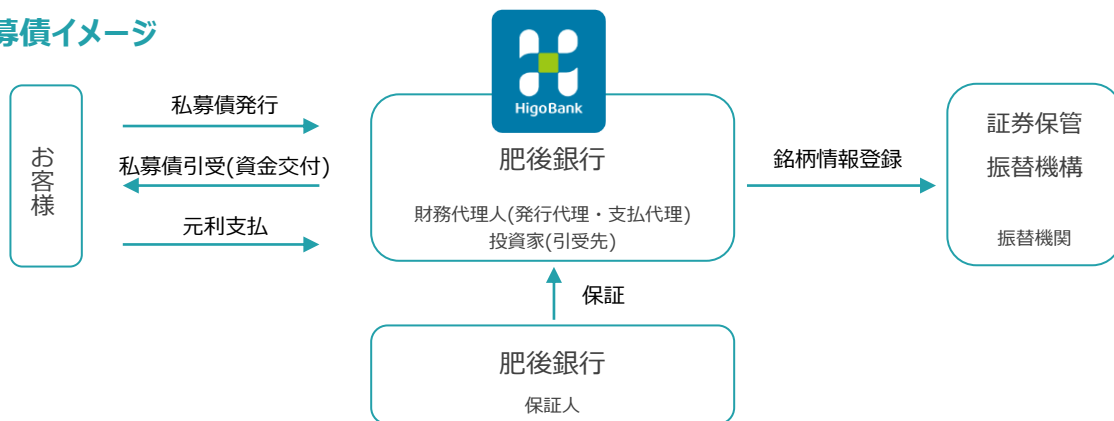 募債イメージ
HigoBank
お客様
私募債発行
私募債引受(資金交付)
元利支払
肥後銀行
財務代理人(発行代理・支払代理)
投資家(引受先)
銘柄情報登録
証券保管
振替機構
振替機関
保証
肥後銀行
保証人